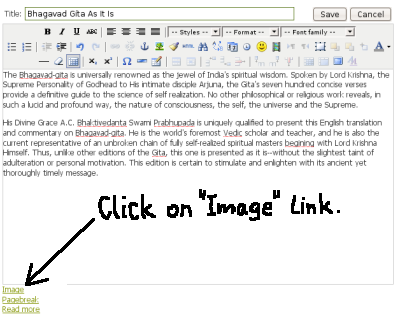 Title: Bhagavad Gita As It Is Save Cancel
B I U ABC -- Styles -- -- Format -- -- Font family --
The Bhagavad-gita is universally renowned as the jewel of India's spiritual wisdom. Spoken by Lord Krishna, the
Supreme Personality of Godhead to His intimate disciple Arjuna, the Gita's seven hundred concise verses
provide a definitive guide to the science of self realization. No other philosophical or religious work reveals, in
such a lucid and profound way, the nature of consciousness, the self, the universe and the Supreme.
His Divine Grace A.C. Bhaktivedanta Swami Prabhupada is uniquely qualified to present this English translation
and commentary on Bhagavad-gita. He is the world's foremost Vedic scholar and teacher, and he is also the
current representative of an unbroken chain of fully self-realized spiritual masters begining with Lord Krishna
Himself. Thus, unlike other editions of the Gita, this one is presented as it is--without the slightest taint of
adulteration or personal motivation. This edition is certain to stimulate and enlighten with its ancient yet
thoroughly timely message.
Click on "Image" Link.
Image
Pagebreak
Read more